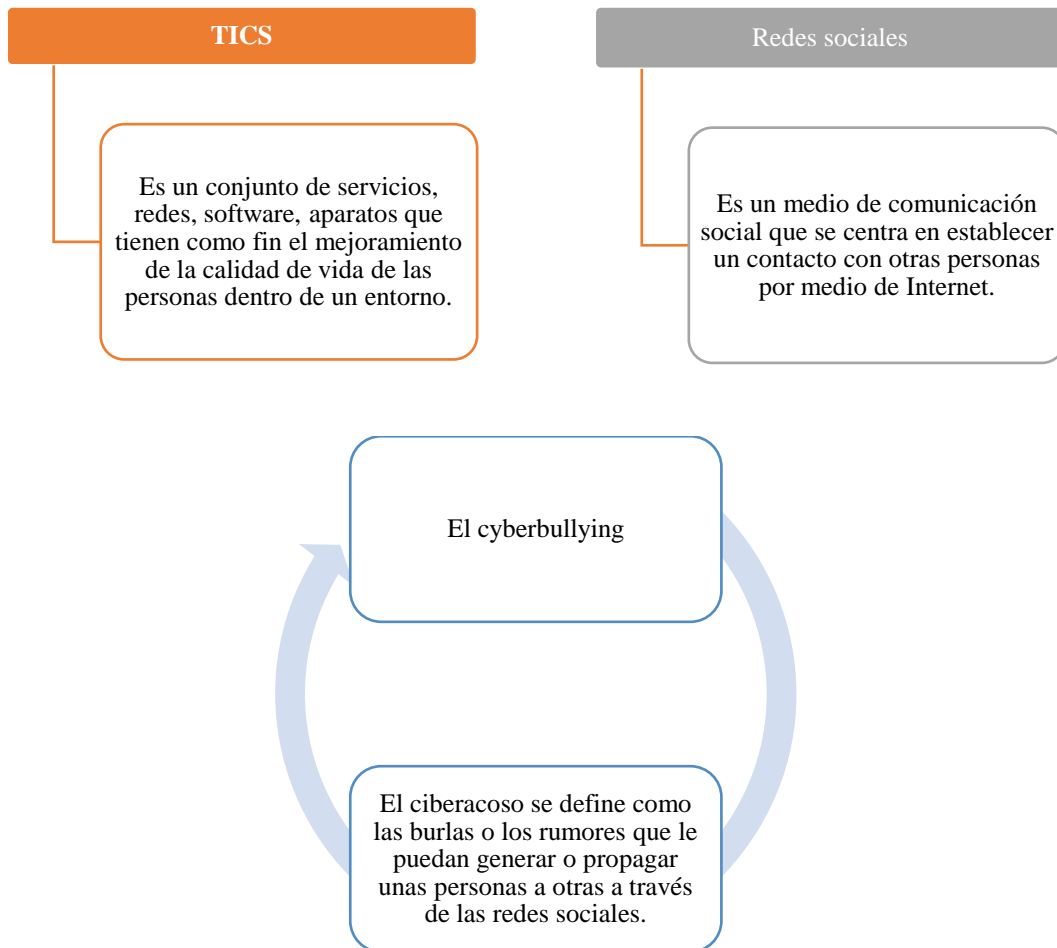 TICS
Es un conjunto de servicios,
redes, software, aparatos que
tienen como fin el mejoramiento
de la calidad de vida de las
personas dentro de un entorno.
Redes sociales
Es un medio de comunicación
social que se centra en establecer
un contacto con otras personas
por medio de Internet.
El cyberbullying
El ciberacoso se define como
las burlas o los rumores que le
puedan generar o propagar
unas personas a otras a través
de las redes sociales.